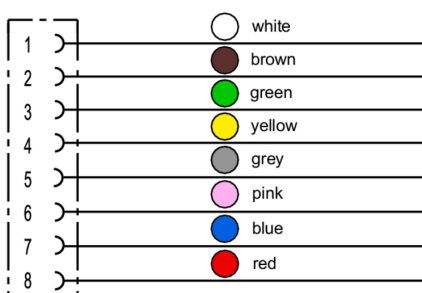 white
1
brown
2
green
3
yellow
4
grey
5
pink
6
blue
7
red
8